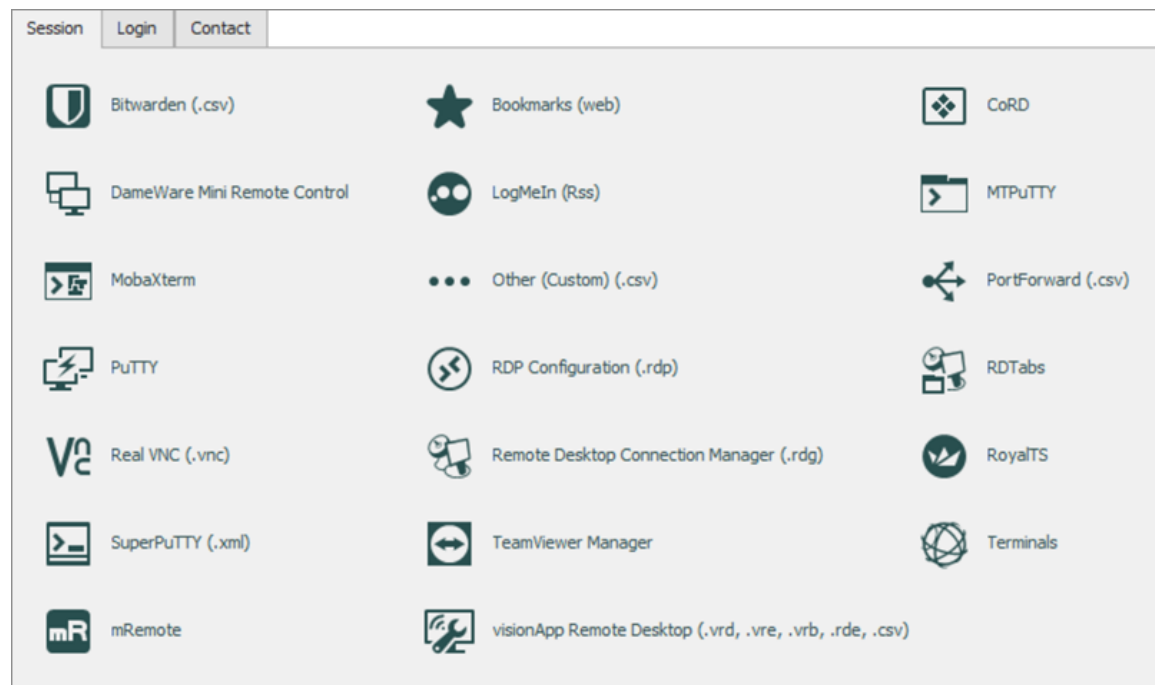 Session Login Contact
Bitwarden (.csv) Bookmarks (web) CoRD
DameWare Mini Remote Control LogMeIn (Rss) MTPuTTY
MobaXterm Other (Custom) (.csv) PortForward (.csv)
PuTTY RDP Configuration (.rdp) RDTabs
VNC Real VNC (.vnc) Remote Desktop Connection Manager (.rdg) RoyalTS
SuperPuTTY (.xml) TeamViewer Manager Terminals
mR mRemote visionApp Remote Desktop (.vrd, .vre, .vrb, .rde, .csv)